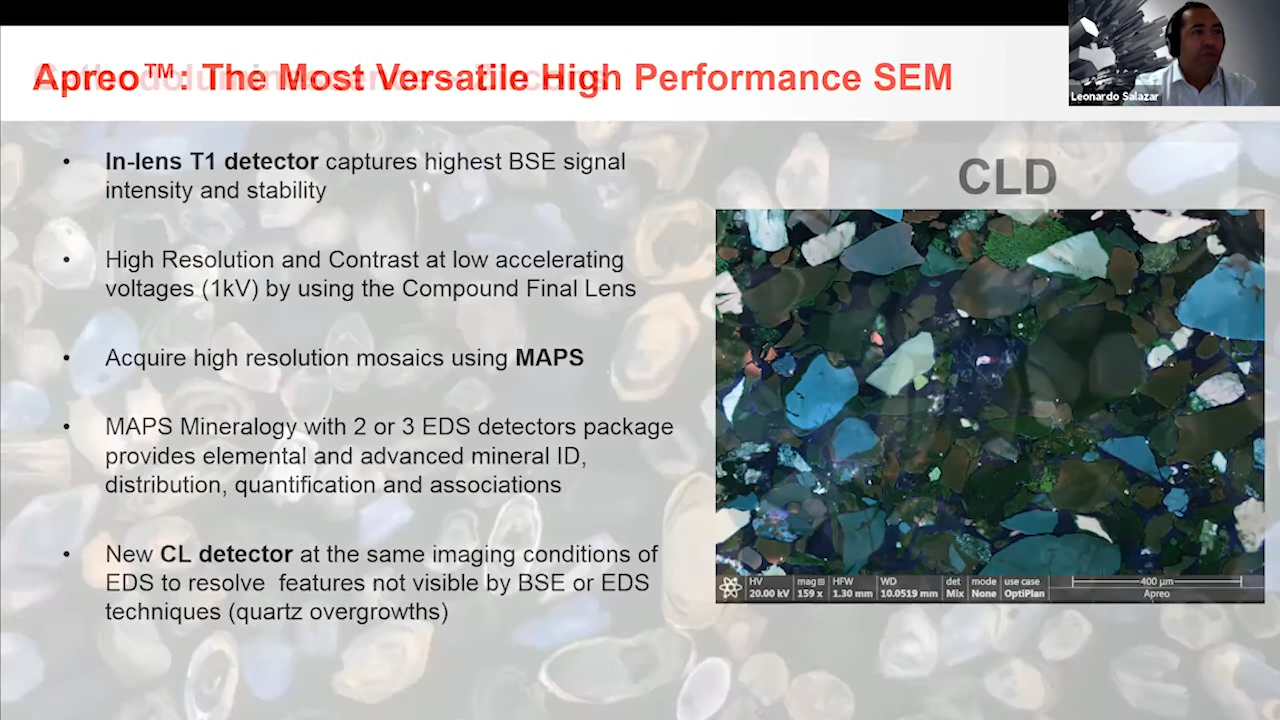 Apreo™: The Most Versatile High Performance SEM
Leonardo Salazar
• In-lens T1 detector captures highest BSE signal
intensity and stability
• High Resolution and Contrast at low accelerating
voltages (1kV) by using the Compound Final Lens
• Acquire high resolution mosaics using MAPS
• MAPS Mineralogy with 2 or 3 EDS detectors package
provides elemental and advanced mineral ID,
distribution, quantification and associations
• New CL detector at the same imaging conditions of
EDS to resolve features not visible by BSE or EDS
techniques (quartz overgrowths)
CLD
HV mag HFW WD det mode use case 400 µm
20.00 kV 159 x 1.30 mm 10.0519 mm Mix None OptiPlan Apreo